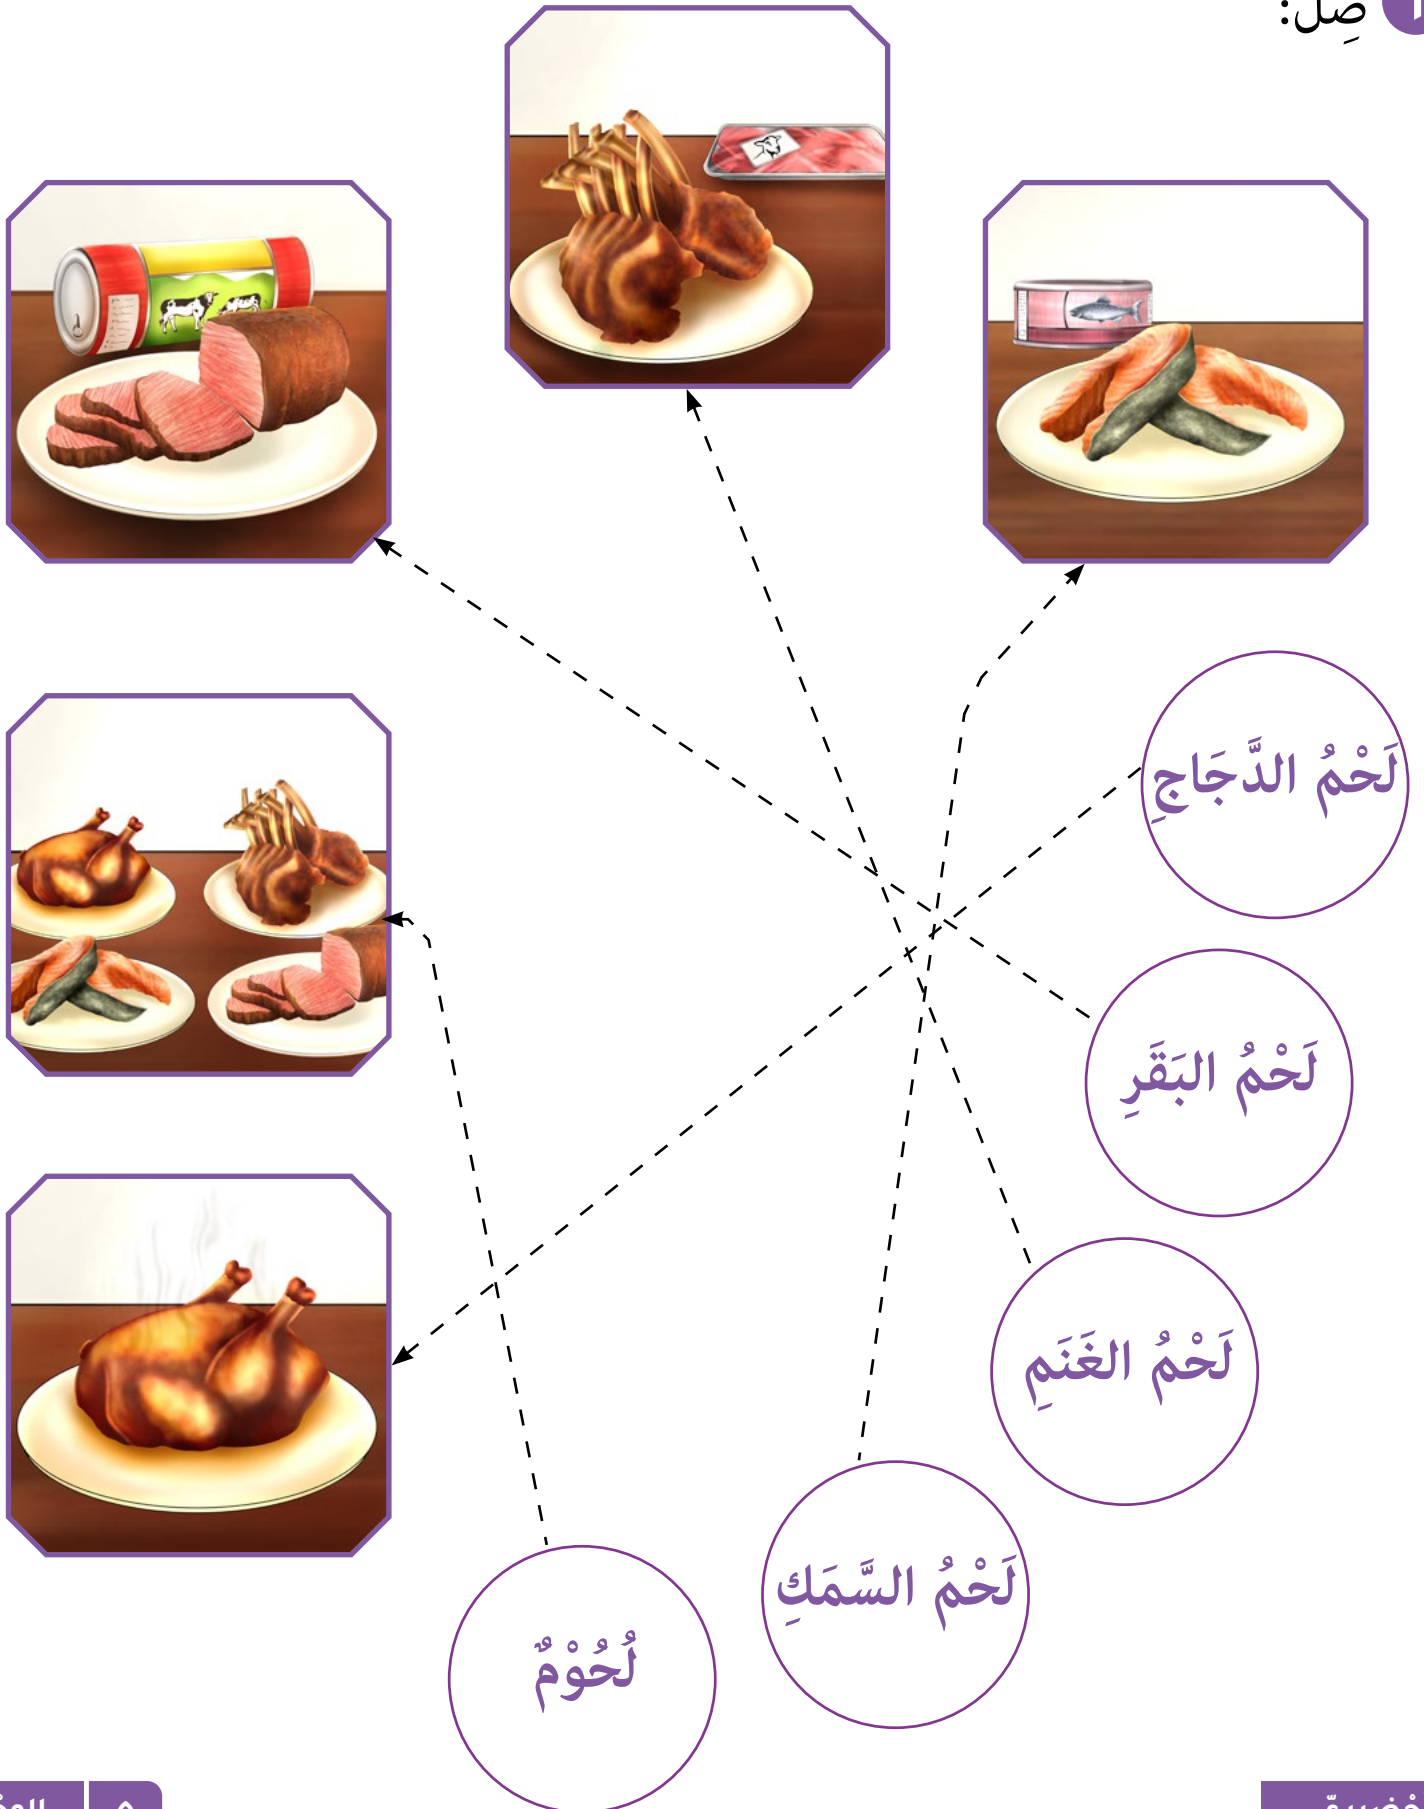 صِل:
لَحْمُ الدَّجَاجِ
لَحْمُ البَقَرِ
لَحْمُ الغَنَمِ
لَحْمُ السَّمَكِ
لُحُوْمٌ